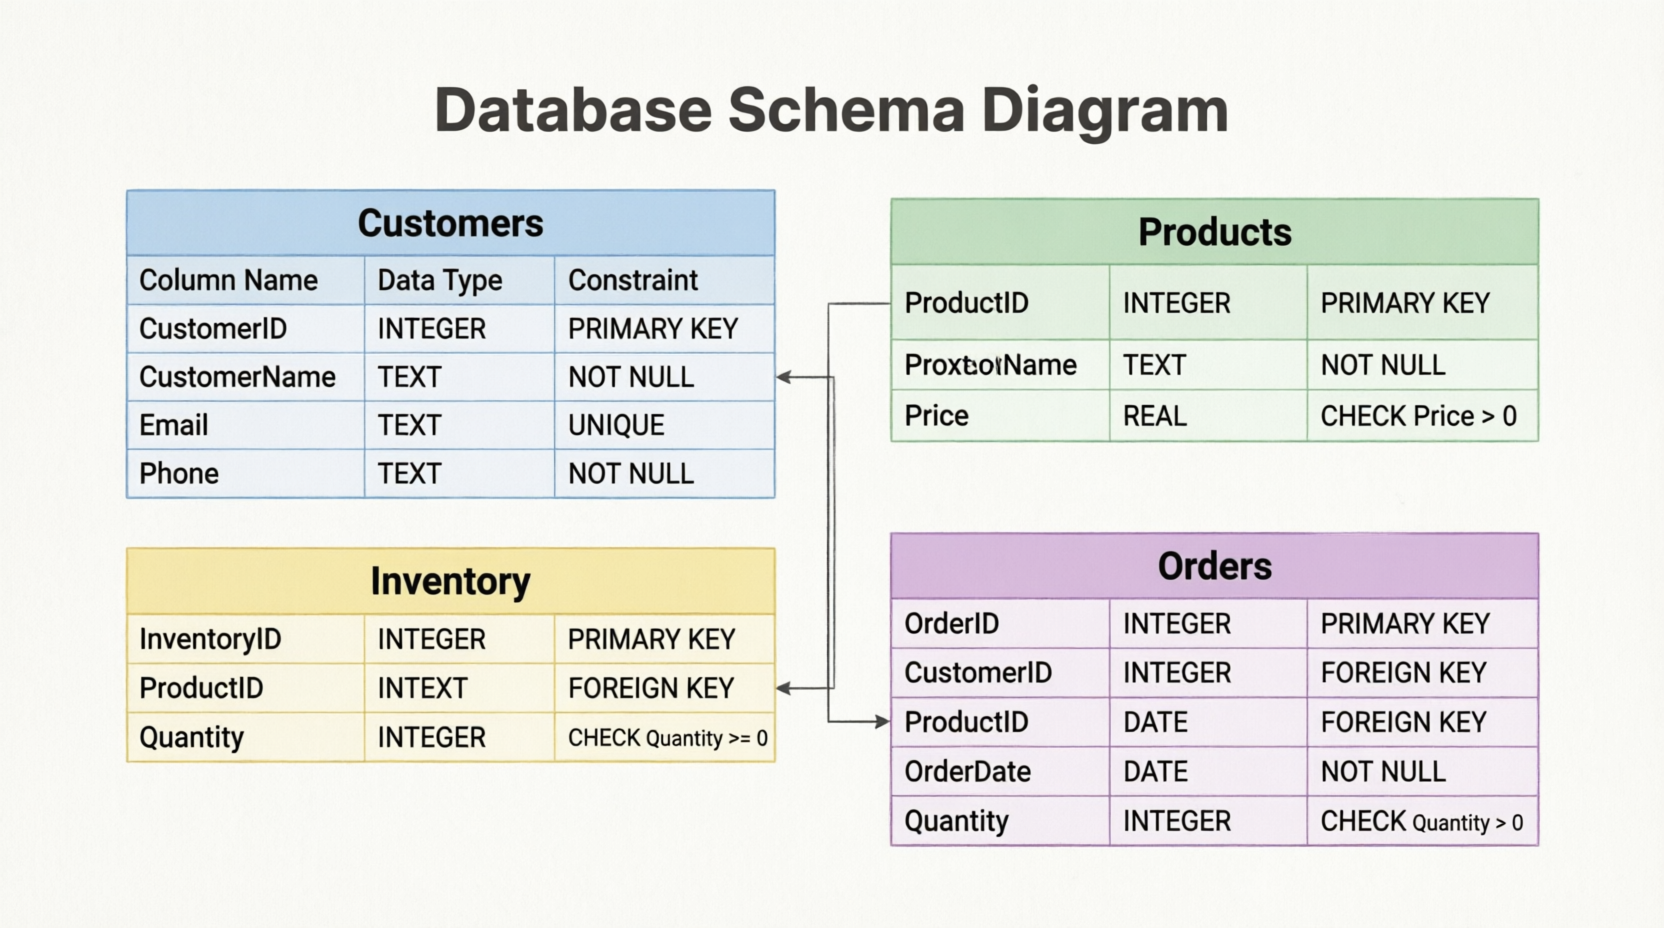 Database Schema Diagram
Customers
Column Name Data Type Constraint
CustomerID INTEGER PRIMARY KEY
CustomerName TEXT NOT NULL
Email TEXT UNIQUE
Phone TEXT NOT NULL
Products
ProductID INTEGER PRIMARY KEY
TEXT NOT NULL
Price REAL CHECK Price > 0
Inventory
InventoryID INTEGER PRIMARY KEY
ProductID INTEXT FOREIGN KEY
Quantity INTEGER CHECK Quantity >= 0
Orders
OrderID INTEGER PRIMARY KEY
CustomerID INTEGER FOREIGN KEY
ProductID DATE FOREIGN KEY
OrderDate DATE NOT NULL
Quantity INTEGER CHECK Quantity > 0